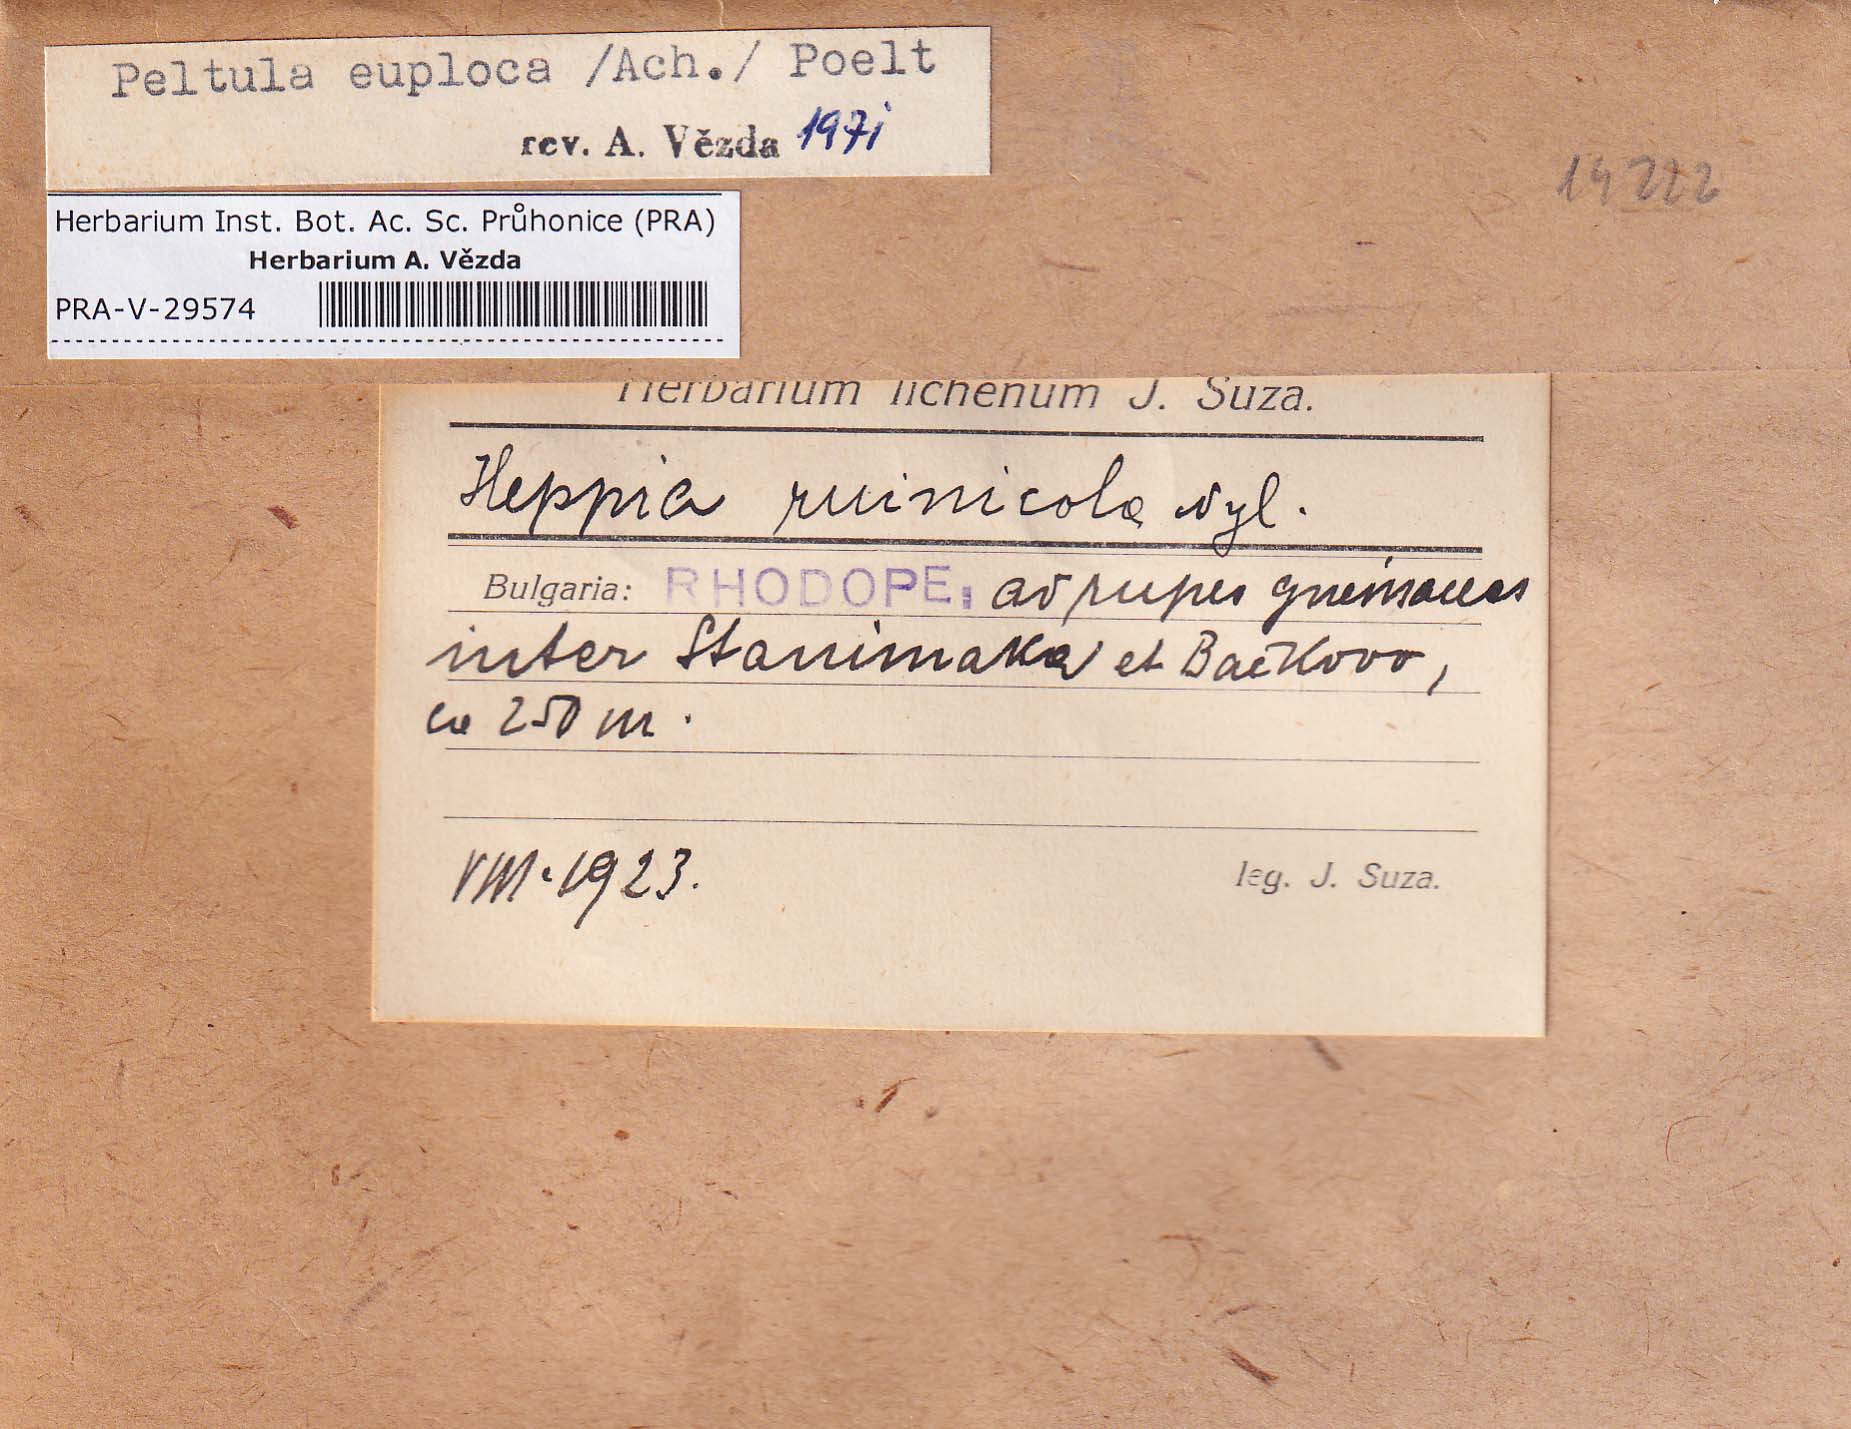 Peltula euploca /Ach./ Poelt
rev. A. Vězda 1971
14222
Herbarium Inst. Bot. Ac. Sc. Průhonice (PRA)
Herbarium A. Vězda
PRA-V-29574
Herbarium lichenum J. Suza.
Heppia ruinicola Nyl.
Bulgaria: RHODOPE: ad rupes gneisaceas
inter Stanimaka et Bačkovo,
ca 250 m.
VIII. 1923.
leg. J. Suza.